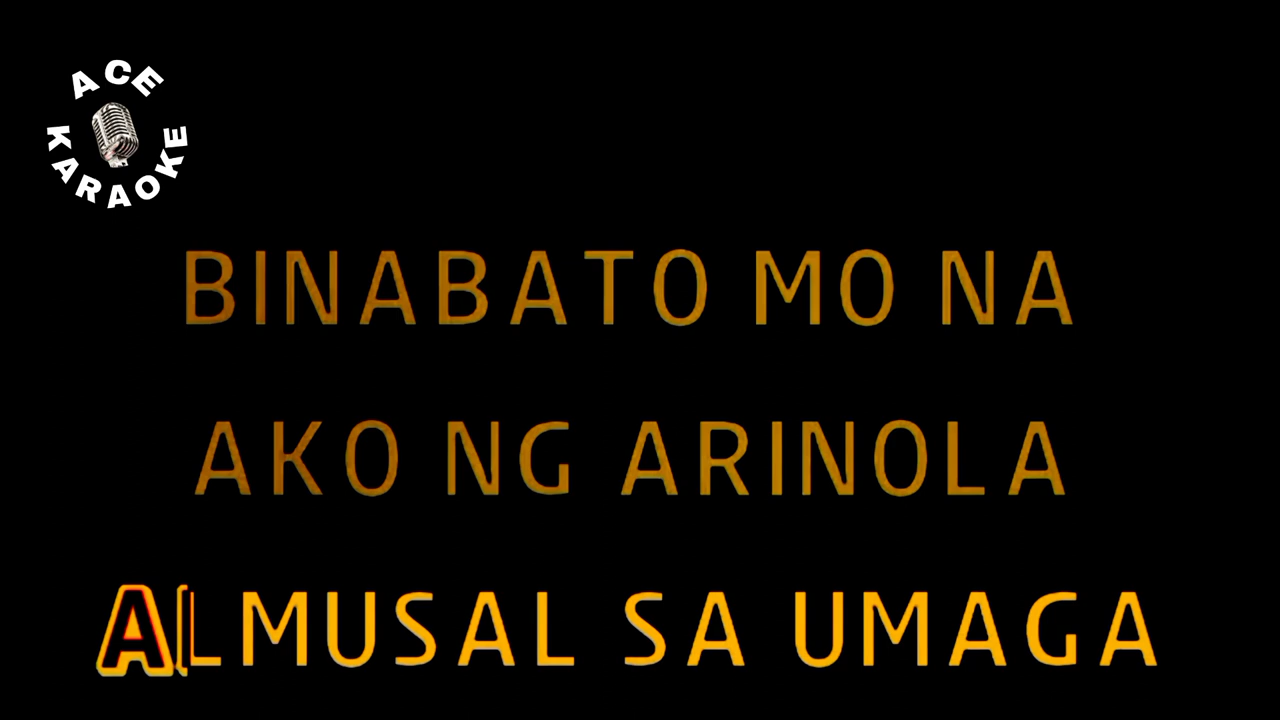 ACE
KARAOKE
BINABATO MO NA
AKO NG ARINOLA
ALMUSAL SA UMAGA